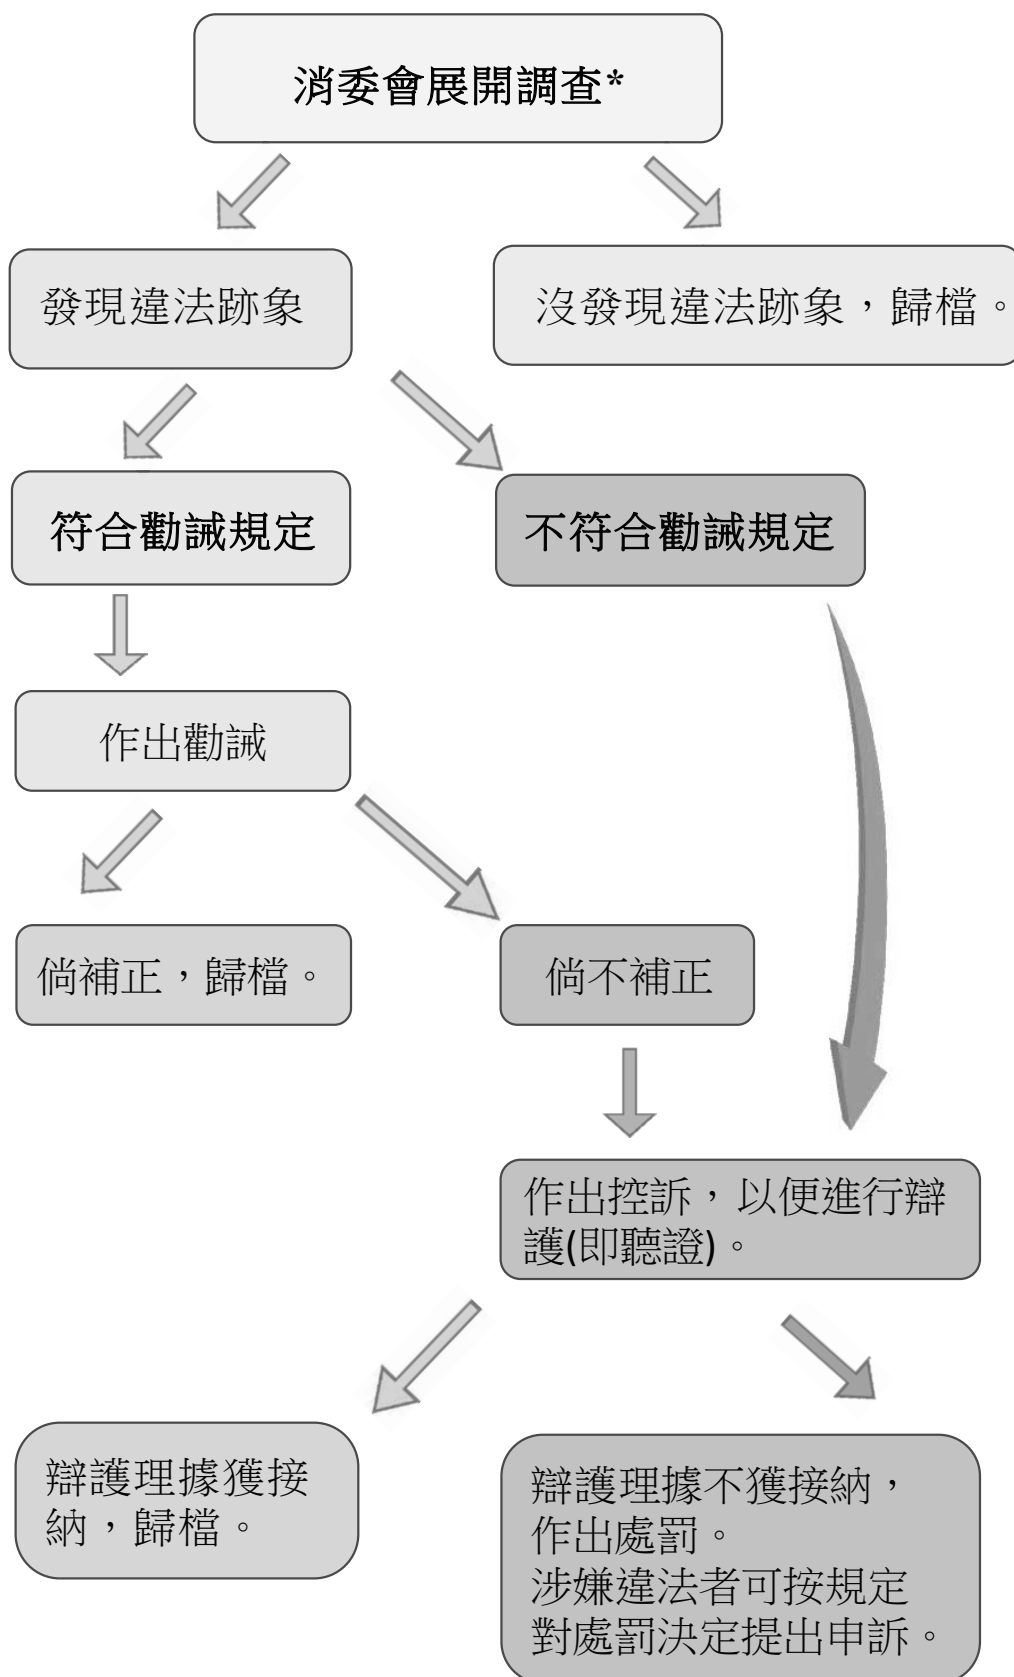 消委會展開調查*
發現違法跡象
沒發現違法跡象，歸檔。
符合勸誡規定
不符合勸誡規定
作出勸誡
倘補正，歸檔。
倘不補正
作出控訴，以便進行辯
護(即聽證)。
辯護理據獲接
納，歸檔。
辯護理據不獲接納，
作出處罰。
涉嫌違法者可按規定
對處罰決定提出申訴。